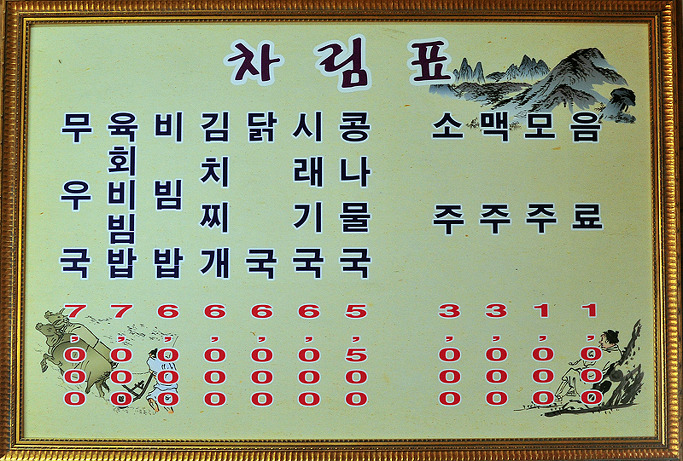 차림표
무우국 7,000
육회비빔밥 7,000
비빔밥 6,000
김치찌개 6,000
닭국 6,000
시래기국 6,000
콩나물국 5,500
소주 3,000
맥주 3,000
모주 1,000
음료 1,000